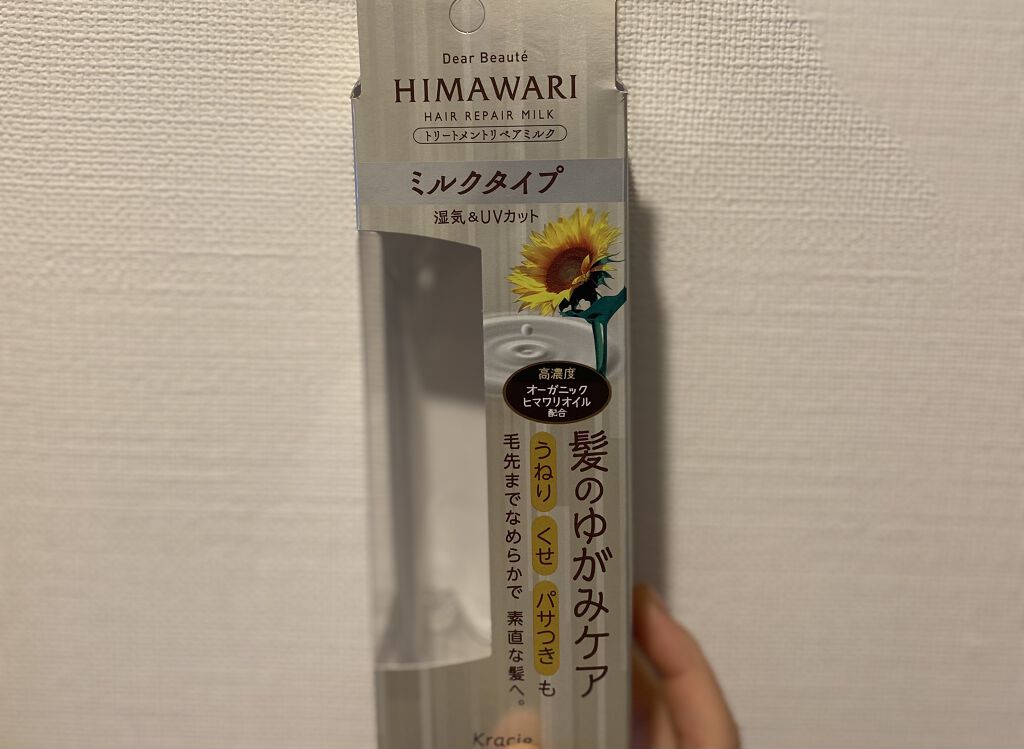 Dear Beauté
HIMAWARI
HAIR REPAIR MILK
トリートメントリペアミルク
ミルクタイプ
湿気&UVカット
高濃度
オーガニック
ヒマワリオイル
配合
髪のゆがみケア
うねり くせ パサつき も
毛先までなめらかで 素直な髪へ。
Kracie